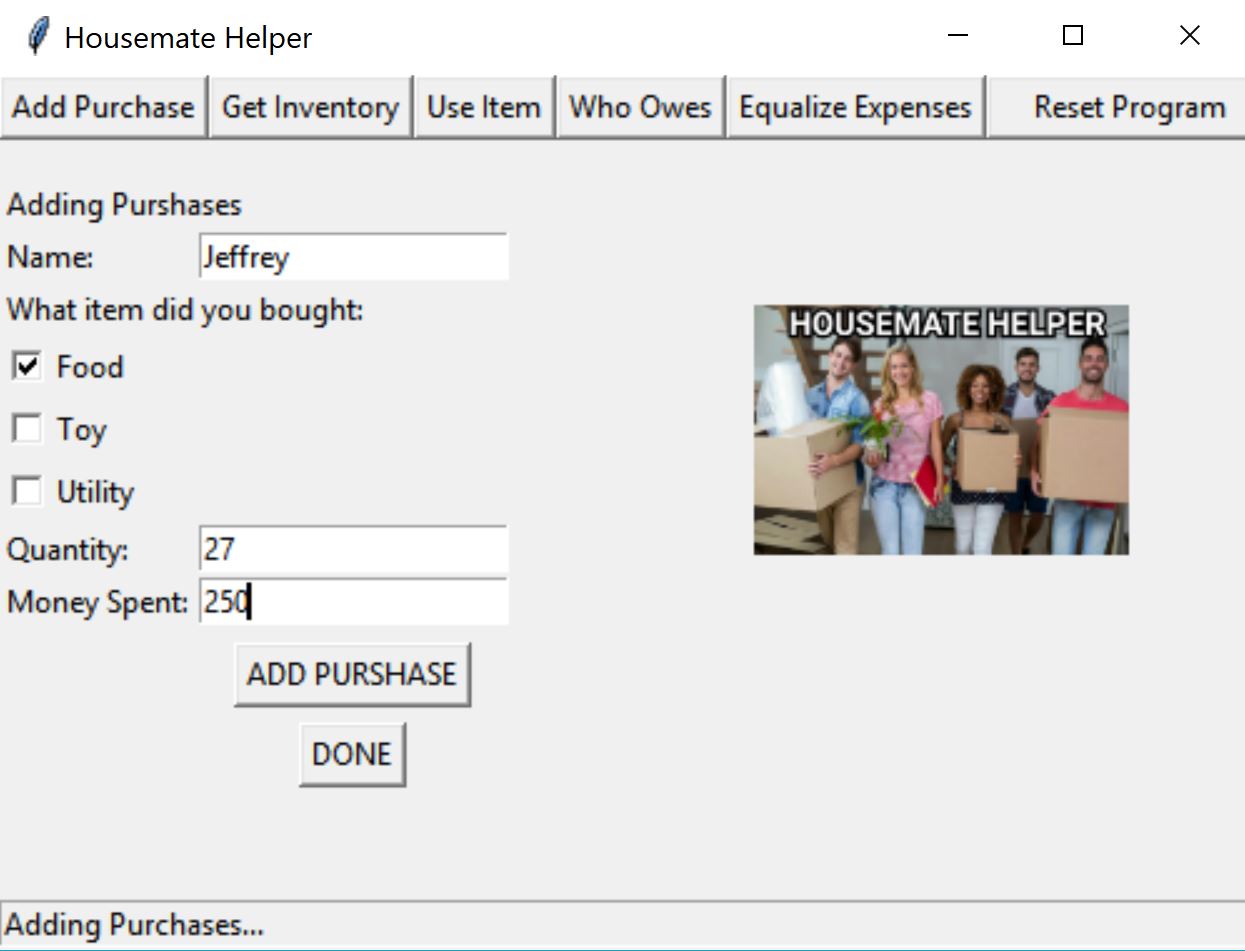 Housemate Helper
Add Purchase Get Inventory Use Item Who Owes Equalize Expenses Reset Program
Adding Purshases
Name: Jeffrey
What item did you bought:
HOUSEMATE HELPER
Food
Toy
Utility
Quantity: 27
Money Spent: 250
ADD PURSHASE
DONE
Adding Purchases...